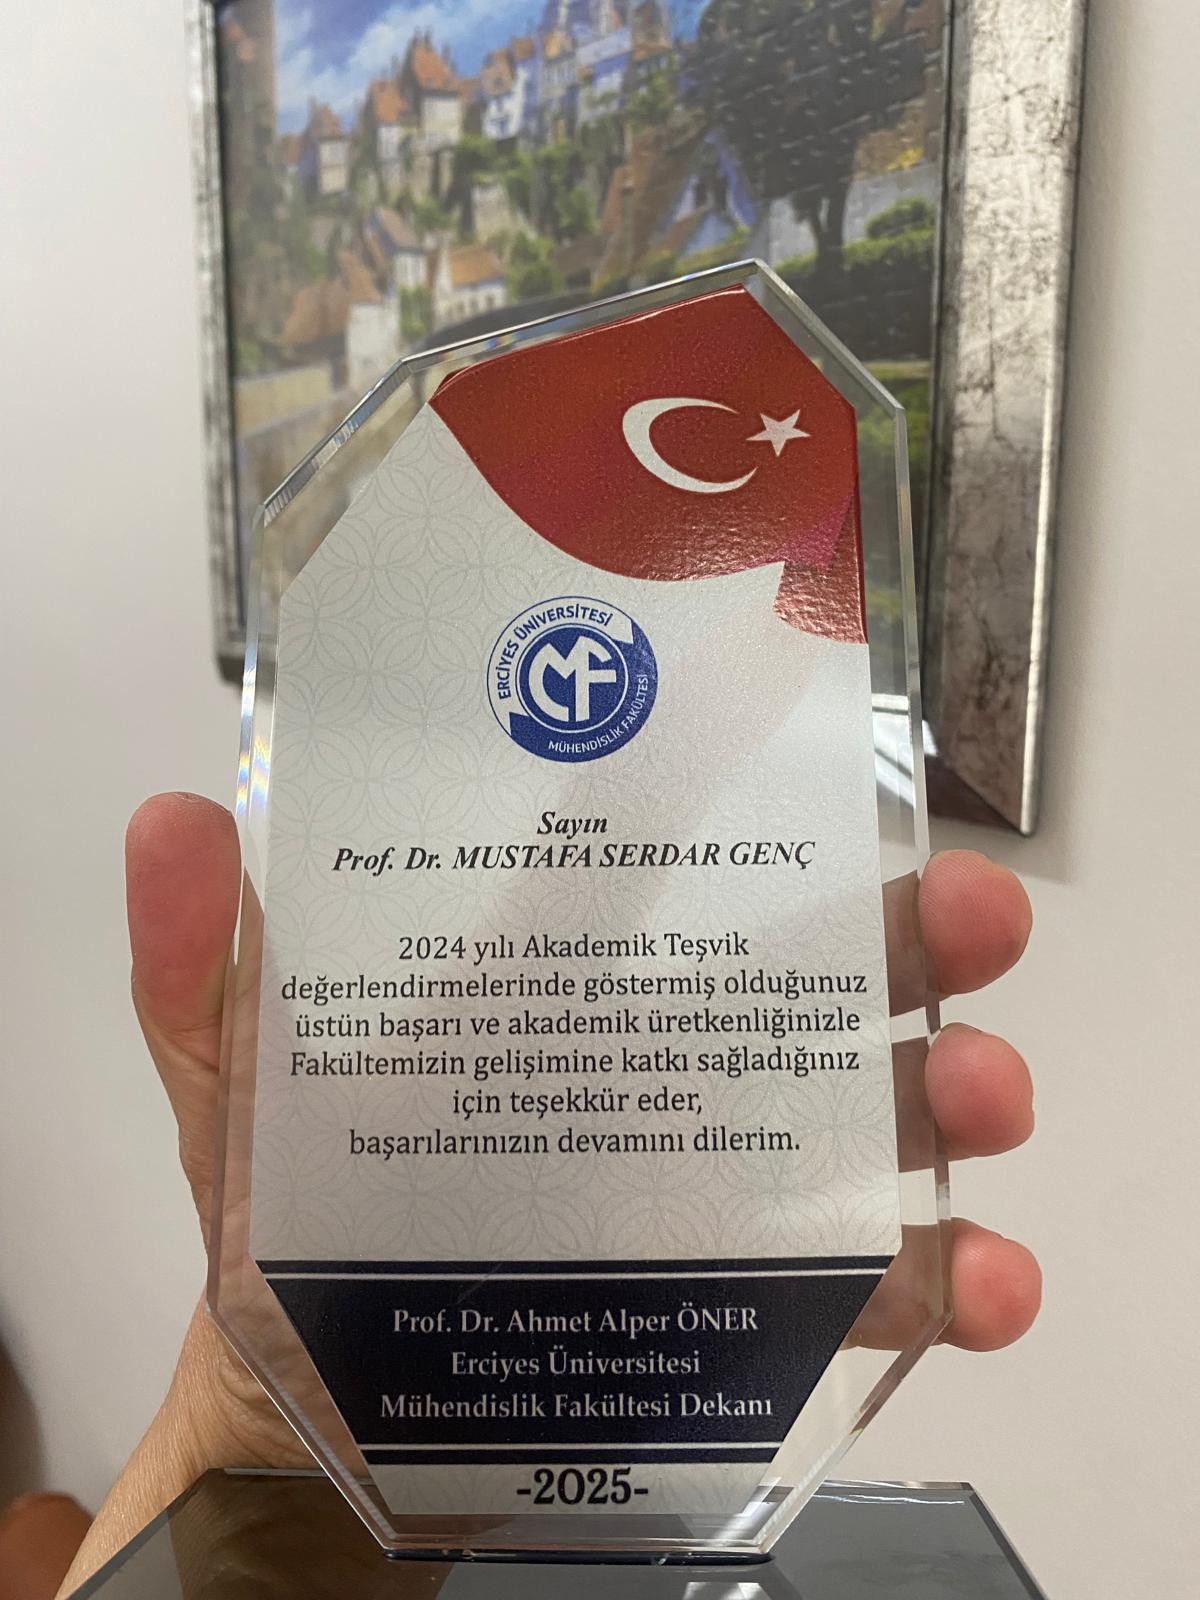 ERCİYES ÜNİVERSİTESİ
MÜHENDİSLİK FAKÜLTESİ
Sayın
Prof. Dr. MUSTAFA SERDAR GENÇ
2024 yılı Akademik Teşvik
değerlendirmelerinde göstermiş olduğunuz
üstün başarı ve akademik üretkenliğinizle
Fakültemizin gelişimine katkı sağladığınız
için teşekkür eder,
başarılarınızın devamını dilerim.
Prof. Dr. Ahmet Alper ÖNER
Erciyes Üniversitesi
Mühendislik Fakültesi Dekanı
-2025-